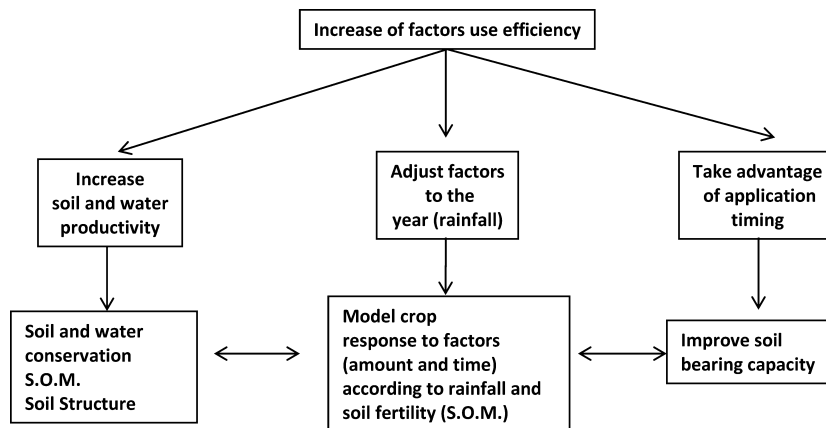 Increase of factors use efficiency
Increase
soil and water
productivity
Adjust factors
to the
year (rainfall)
Take advantage
of application
timing
Soil and water
conservation
S.O.M.
Soil Structure
Model crop
response to factors
(amount and time)
according to rainfall and
soil fertility (S.O.M.)
Improve soil
bearing capacity